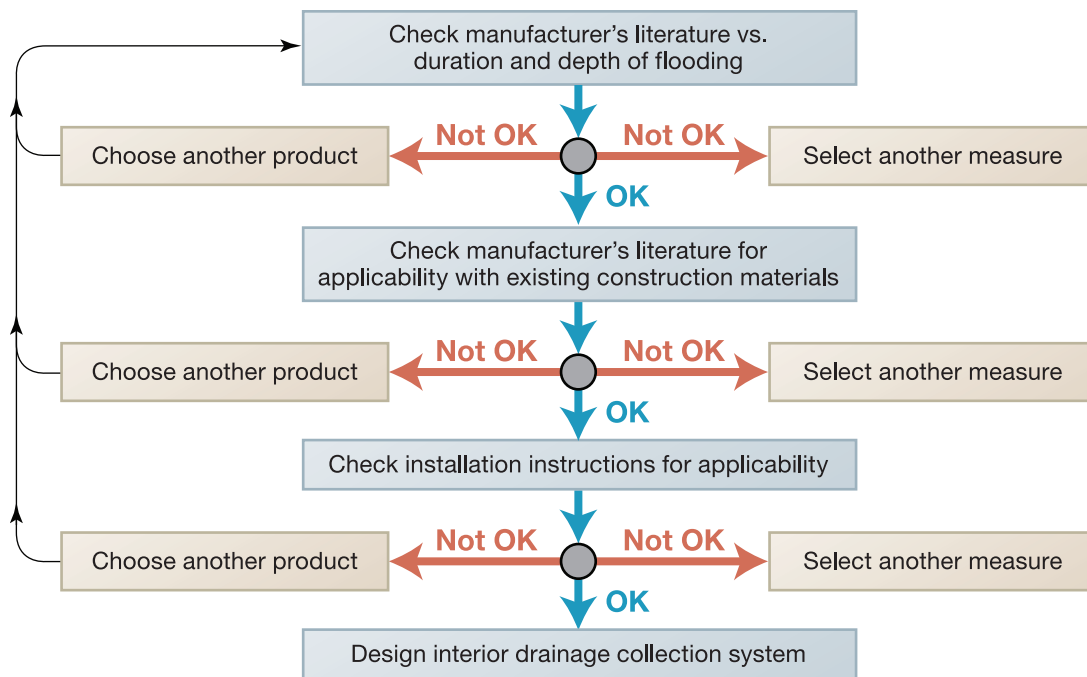 Check manufacturer's literature vs.
duration and depth of flooding
Not OK
Not OK
Choose another product
Select another measure
OK
Check manufacturer's literature for
applicability with existing construction materials
Not OK
Not OK
Choose another product
Select another measure
OK
Check installation instructions for applicability
Not OK
Not OK
Choose another product
Select another measure
OK
Design interior drainage collection system